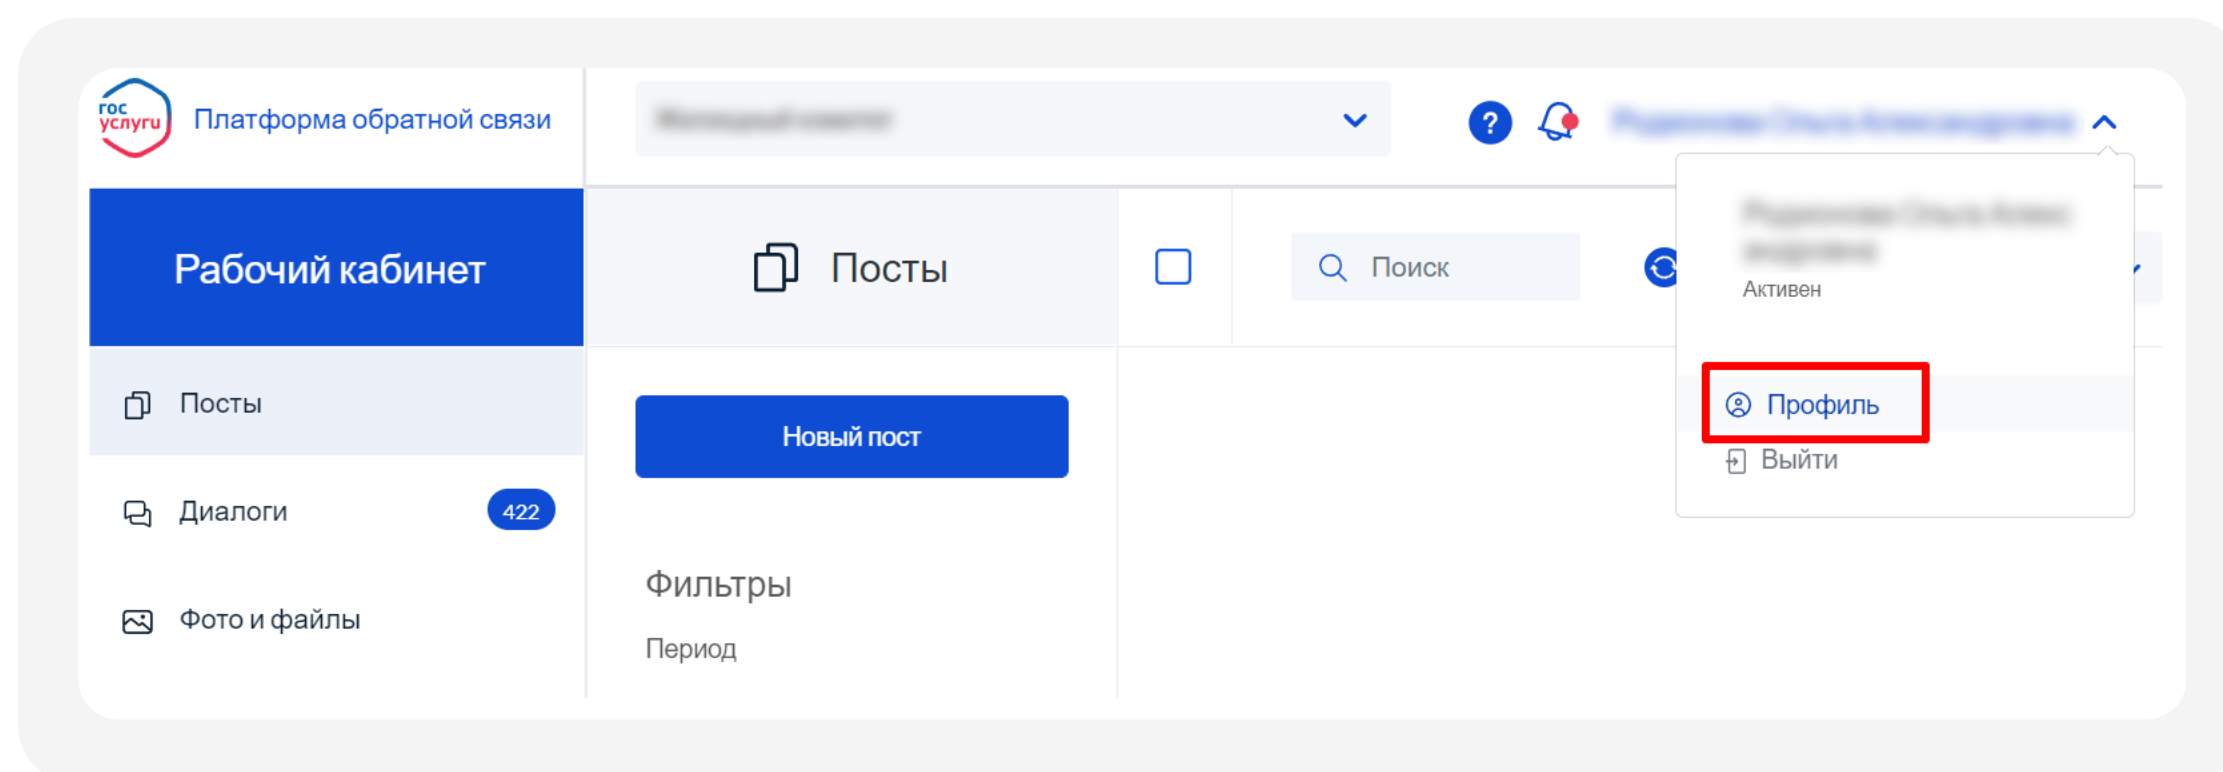 гос
услуги
Платформа обратной связи
?
Рабочий кабинет
Посты
Поиск
Активен
Посты
Новый пост
Профиль
Выйти
Диалоги
422
Фильтры
Фото и файлы
Период